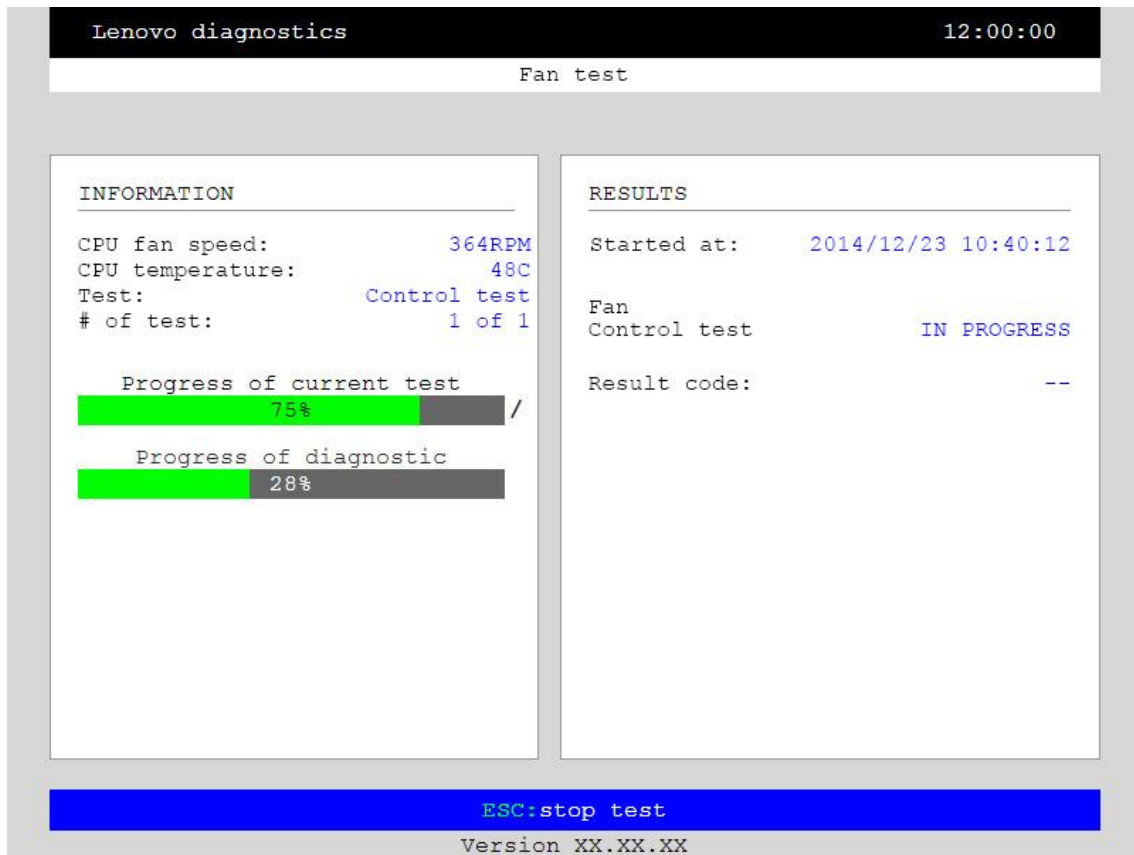 Lenovo diagnostics 12:00:00
Fan test
INFORMATION
CPU fan speed: 364RPM
CPU temperature: 48C
Test: Control test
# of test: 1 of 1
Progress of current test
75% /
Progress of diagnostic
28%
RESULTS
Started at: 2014/12/23 10:40:12
Fan
Control test IN PROGRESS
Result code: --
ESC:stop test
Version XX.XX.XX